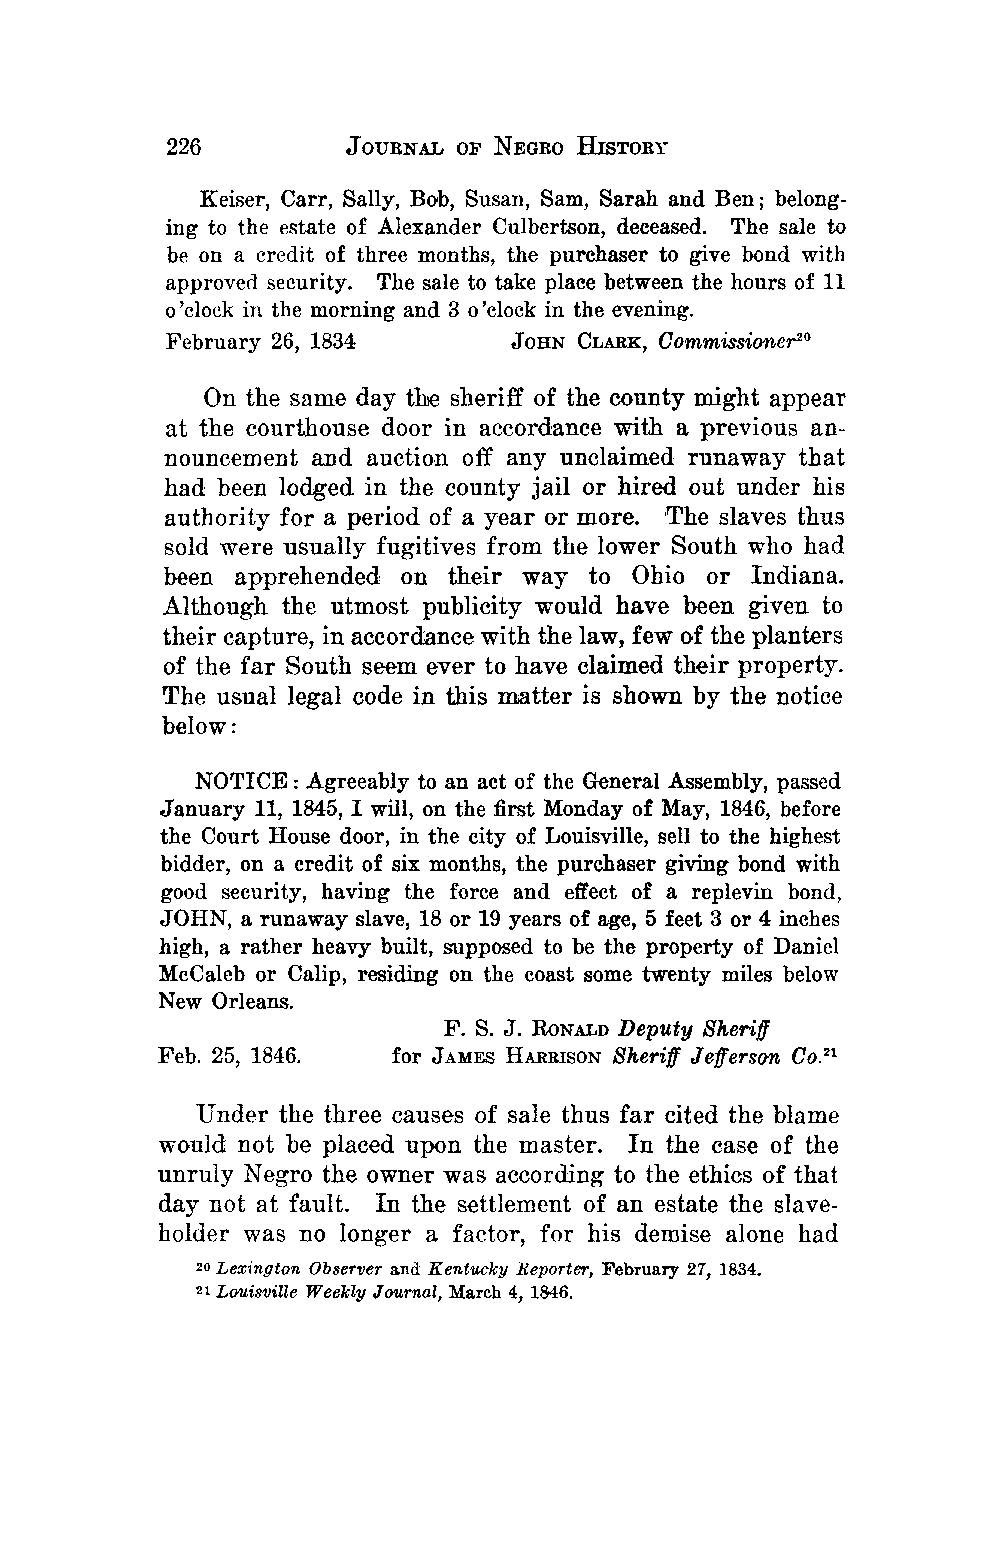 226 JOURNAL OF NEGRO HISTORY
Keiser, Carr, Sally, Bob, Susan, Sam, Sarah and Ben; belong-
ing to the estate of Alexander Culbertson, deceased. The sale to
be on a credit of three months, the purchaser to give bond with
approved security. The sale to take place between the hours of 11
o'clock in the morning and 3 o'clock in the evening.
February 26, 1834 JOHN CLARK, Commissioner²⁰
On the same day the sheriff of the county might appear
at the courthouse door in accordance with a previous an-
nouncement and auction off any unclaimed runaway that
had been lodged in the county jail or hired out under his
authority for a period of a year or more. The slaves thus
sold were usually fugitives from the lower South who had
been apprehended on their way to Ohio or Indiana.
Although the utmost publicity would have been given to
their capture, in accordance with the law, few of the planters
of the far South seem ever to have claimed their property.
The usual legal code in this matter is shown by the notice
below:
NOTICE: Agreeably to an act of the General Assembly, passed
January 11, 1845, I will, on the first Monday of May, 1846, before
the Court House door, in the city of Louisville, sell to the highest
bidder, on a credit of six months, the purchaser giving bond with
good security, having the force and effect of a replevin bond,
JOHN, a runaway slave, 18 or 19 years of age, 5 feet 3 or 4 inches
high, a rather heavy built, supposed to be the property of Daniel
McCaleb or Calip, residing on the coast some twenty miles below
New Orleans.
F. S. J. RONALD Deputy Sheriff
Feb. 25, 1846. for JAMES HARRISON Sheriff Jefferson Co.²¹
Under the three causes of sale thus far cited the blame
would not be placed upon the master. In the case of the
unruly Negro the owner was according to the ethics of that
day not at fault. In the settlement of an estate the slave-
holder was no longer a factor, for his demise alone had
²⁰ Lexington Observer and Kentucky Reporter, February 27, 1834.
²¹ Louisville Weekly Journal, March 4, 1846.